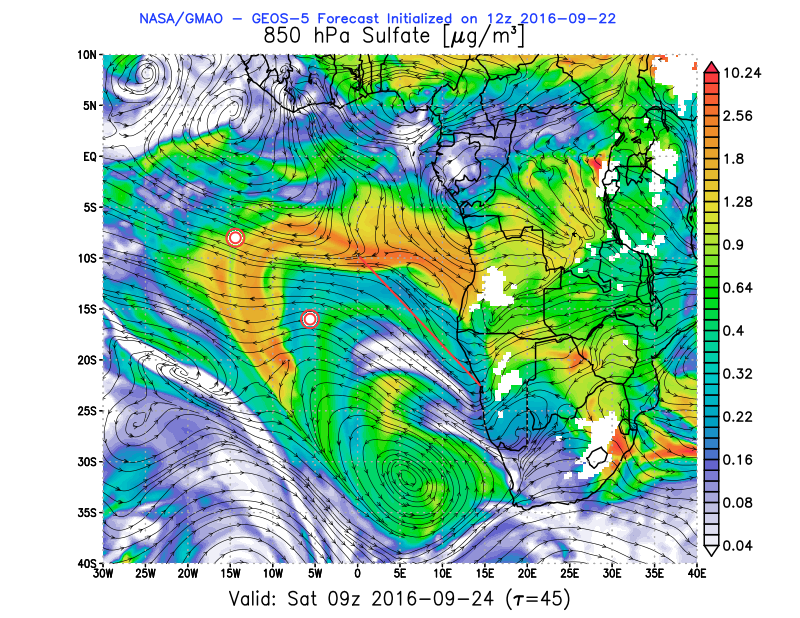 NASA/GMAO − GEOS−5 Forecast Initialized on 12z 2016−09−22
850 hPa Sulfate [μg/m³]
10N
5N
EQ
5S
10S
15S
20S
25S
30S
35S
40S
30W 25W 20W 15W 10W 5W 0 5E 10E 15E 20E 25E 30E 35E 40E
10.24
2.56
1.8
1.28
0.9
0.64
0.4
0.32
0.22
0.16
0.08
0.04
Valid: Sat 09z 2016−09−24 (τ=45)